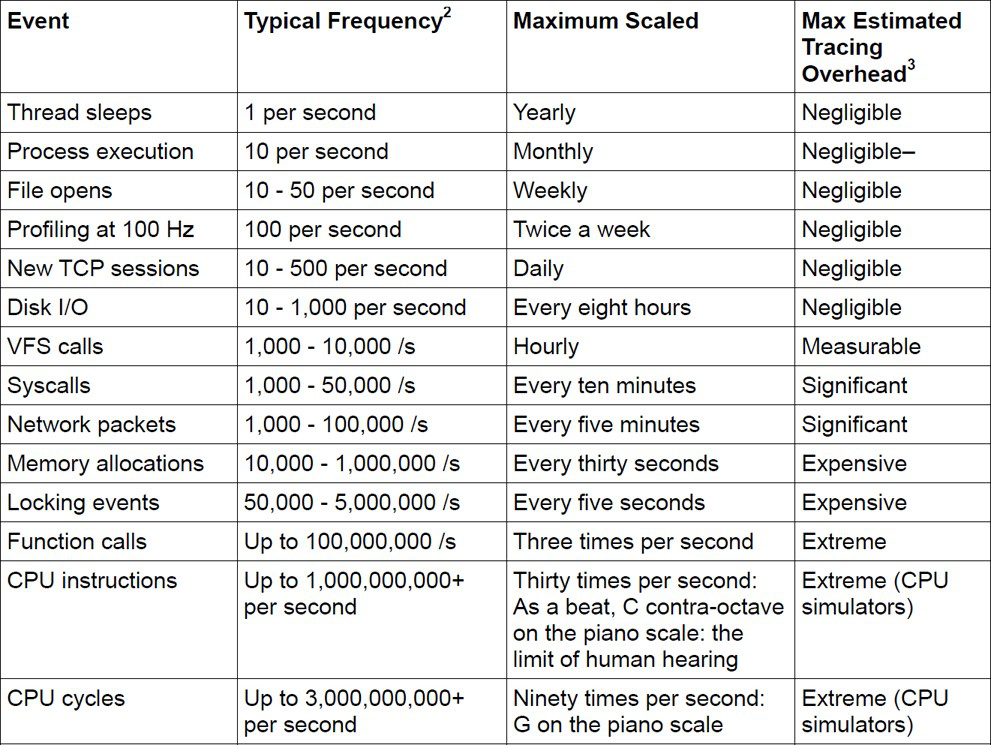 Event Typical Frequency2 Maximum Scaled Max Estimated
Tracing
Overhead3
Thread sleeps 1 per second Yearly Negligible
Process execution 10 per second Monthly Negligible–
File opens 10 - 50 per second Weekly Negligible
Profiling at 100 Hz 100 per second Twice a week Negligible
New TCP sessions 10 - 500 per second Daily Negligible
Disk I/O 10 - 1,000 per second Every eight hours Negligible
VFS calls 1,000 - 10,000 /s Hourly Measurable
Syscalls 1,000 - 50,000 /s Every ten minutes Significant
Network packets 1,000 - 100,000 /s Every five minutes Significant
Memory allocations 10,000 - 1,000,000 /s Every thirty seconds Expensive
Locking events 50,000 - 5,000,000 /s Every five seconds Expensive
Function calls Up to 100,000,000 /s Three times per second Extreme
CPU instructions Up to 1,000,000,000+ Thirty times per second: Extreme (CPU
per second As a beat, C contra-octave simulators)
on the piano scale: the
limit of human hearing
CPU cycles Up to 3,000,000,000+ Ninety times per second: Extreme (CPU
per second G on the piano scale simulators)